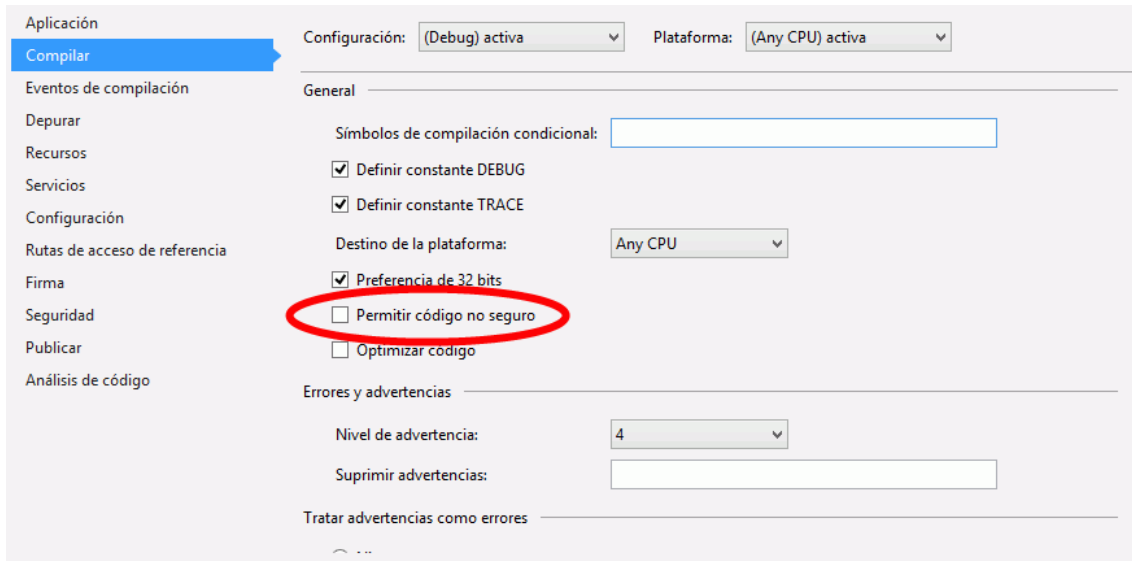 Aplicación
Compilar
Eventos de compilación
Depurar
Recursos
Servicios
Configuración
Rutas de acceso de referencia
Firma
Seguridad
Publicar
Análisis de código
Configuración: (Debug) activa Plataforma: (Any CPU) activa
General
Símbolos de compilación condicional:
Definir constante DEBUG
Definir constante TRACE
Destino de la plataforma: Any CPU
Preferencia de 32 bits
Permitir código no seguro
Optimizar código
Errores y advertencias
Nivel de advertencia: 4
Suprimir advertencias:
Tratar advertencias como errores